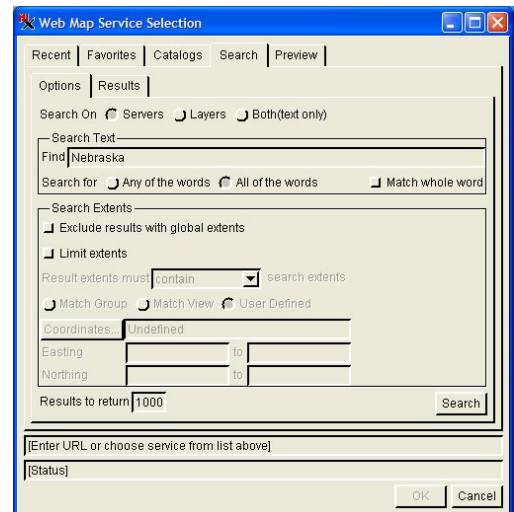 Web Map Service Selection
Recent Favorites Catalogs Search Preview
Options Results
Search On Servers Layers Both(text only)
Search Text
Find Nebraska
Search for Any of the words All of the words Match whole word
Search Extents
Exclude results with global extents
Limit extents
Result extents must contain search extents
Match Group Match View User Defined
Coordinates... Undefined
Easting to
Northing to
Results to return 1000 Search
[Enter URL or choose service from list above]
[Status]
OK Cancel